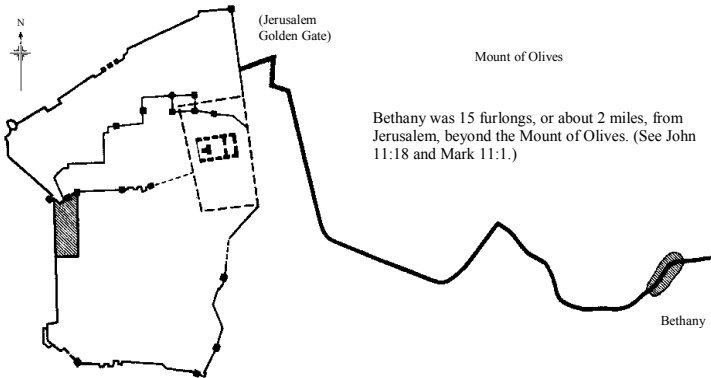 N
(Jerusalem
Golden Gate)
Mount of Olives
Bethany was 15 furlongs, or about 2 miles, from
Jerusalem, beyond the Mount of Olives. (See John
11:18 and Mark 11:1.)
Bethany